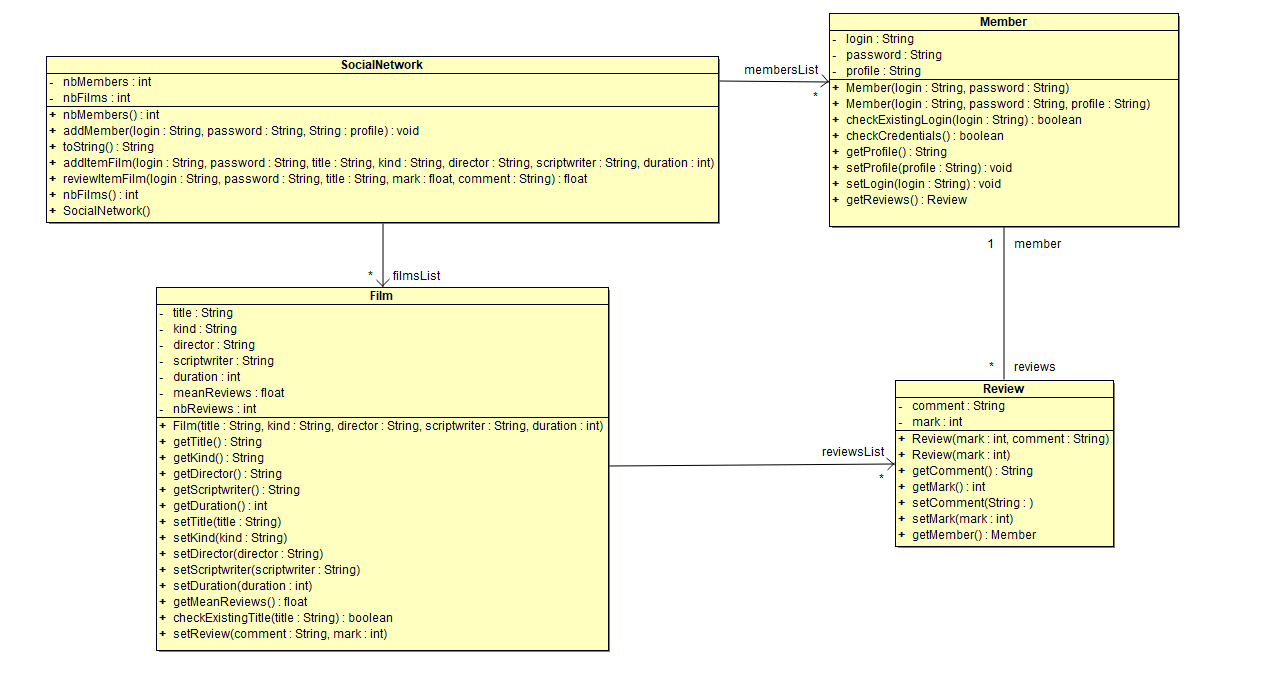 SocialNetwork
- nbMembers : int
- nbFilms : int
+ nbMembers() : int
+ addMember(login : String, password : String, String : profile) : void
+ toString() : String
+ addItemFilm(login : String, password : String, title : String, kind : String, director : String, scriptwriter : String, duration : int)
+ reviewItemFilm(login : String, password : String, title : String, mark : float, comment : String) : float
+ nbFilms() : int
+ SocialNetwork()
membersList
*
Member
- login : String
- password : String
- profile : String
+ Member(login : String, password : String)
+ Member(login : String, password : String, profile : String)
+ checkExistingLogin(login : String) : boolean
+ checkCredentials() : boolean
+ getProfile() : String
+ setProfile(profile : String) : void
+ setLogin(login : String) : void
+ getReviews() : Review
1 member
* filmsList
Film
- title : String
- kind : String
- director : String
- scriptwriter : String
- duration : int
- meanReviews : float
- nbReviews : int
+ Film(title : String, kind : String, director : String, scriptwriter : String, duration : int)
+ getTitle() : String
+ getKind() : String
+ getDirector() : String
+ getScriptwriter() : String
+ getDuration() : int
+ setTitle(title : String)
+ setKind(kind : String)
+ setDirector(director : String)
+ setScriptwriter(scriptwriter : String)
+ setDuration(duration : int)
+ getMeanReviews() : float
+ checkExistingTitle(title : String) : boolean
+ setReview(comment : String, mark : int)
reviewsList
*
* reviews
Review
- comment : String
- mark : int
+ Review(mark : int, comment : String)
+ Review(mark : int)
+ getComment() : String
+ getMark() : int
+ setComment(String : )
+ setMark(mark : int)
+ getMember() : Member